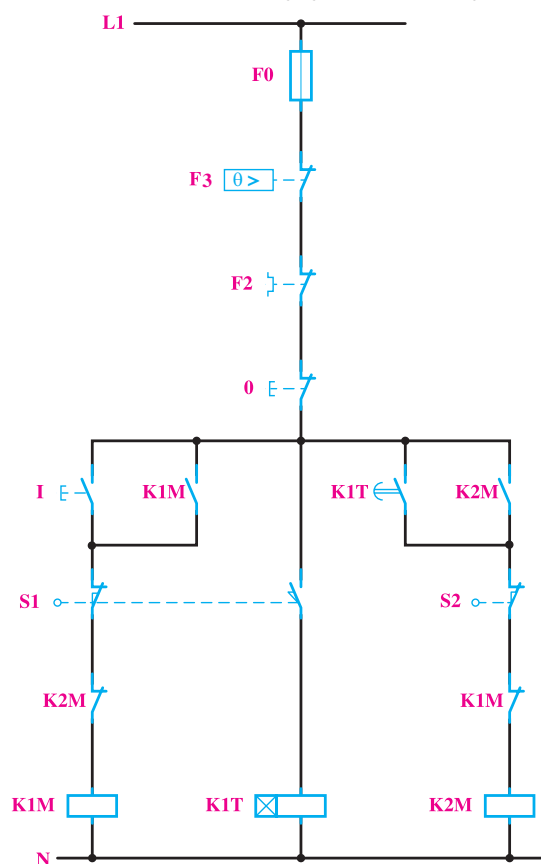 L1
F0
F3 θ >
F2
0
I K1M K1T K2M
S1 S2
K2M K1M
K1M K1T K2M
N